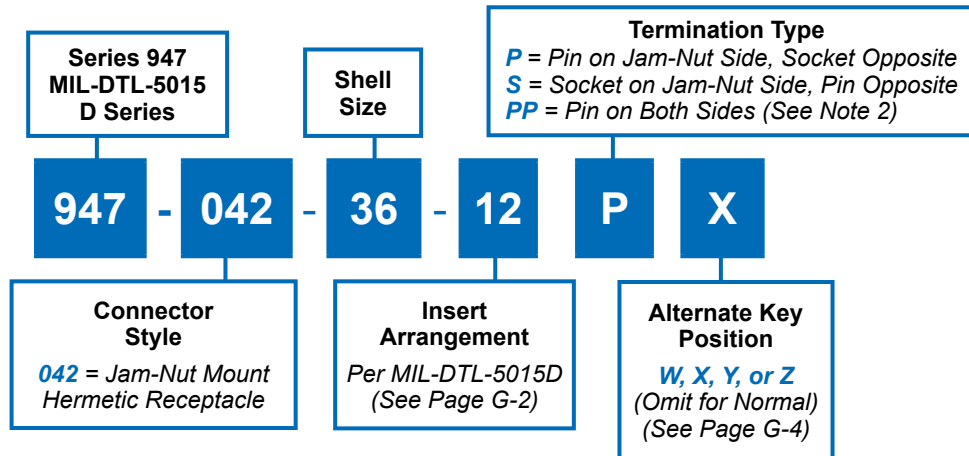 Series 947
MIL-DTL-5015
D Series
Shell
Size
Termination Type
P = Pin on Jam-Nut Side, Socket Opposite
S = Socket on Jam-Nut Side, Pin Opposite
PP = Pin on Both Sides (See Note 2)
947 - 042 - 36 - 12 P X
Connector
Style
042 = Jam-Nut Mount
Hermetic Receptacle
Insert
Arrangement
Per MIL-DTL-5015D
(See Page G-2)
Alternate Key
Position
W, X, Y, or Z
(Omit for Normal)
(See Page G-4)